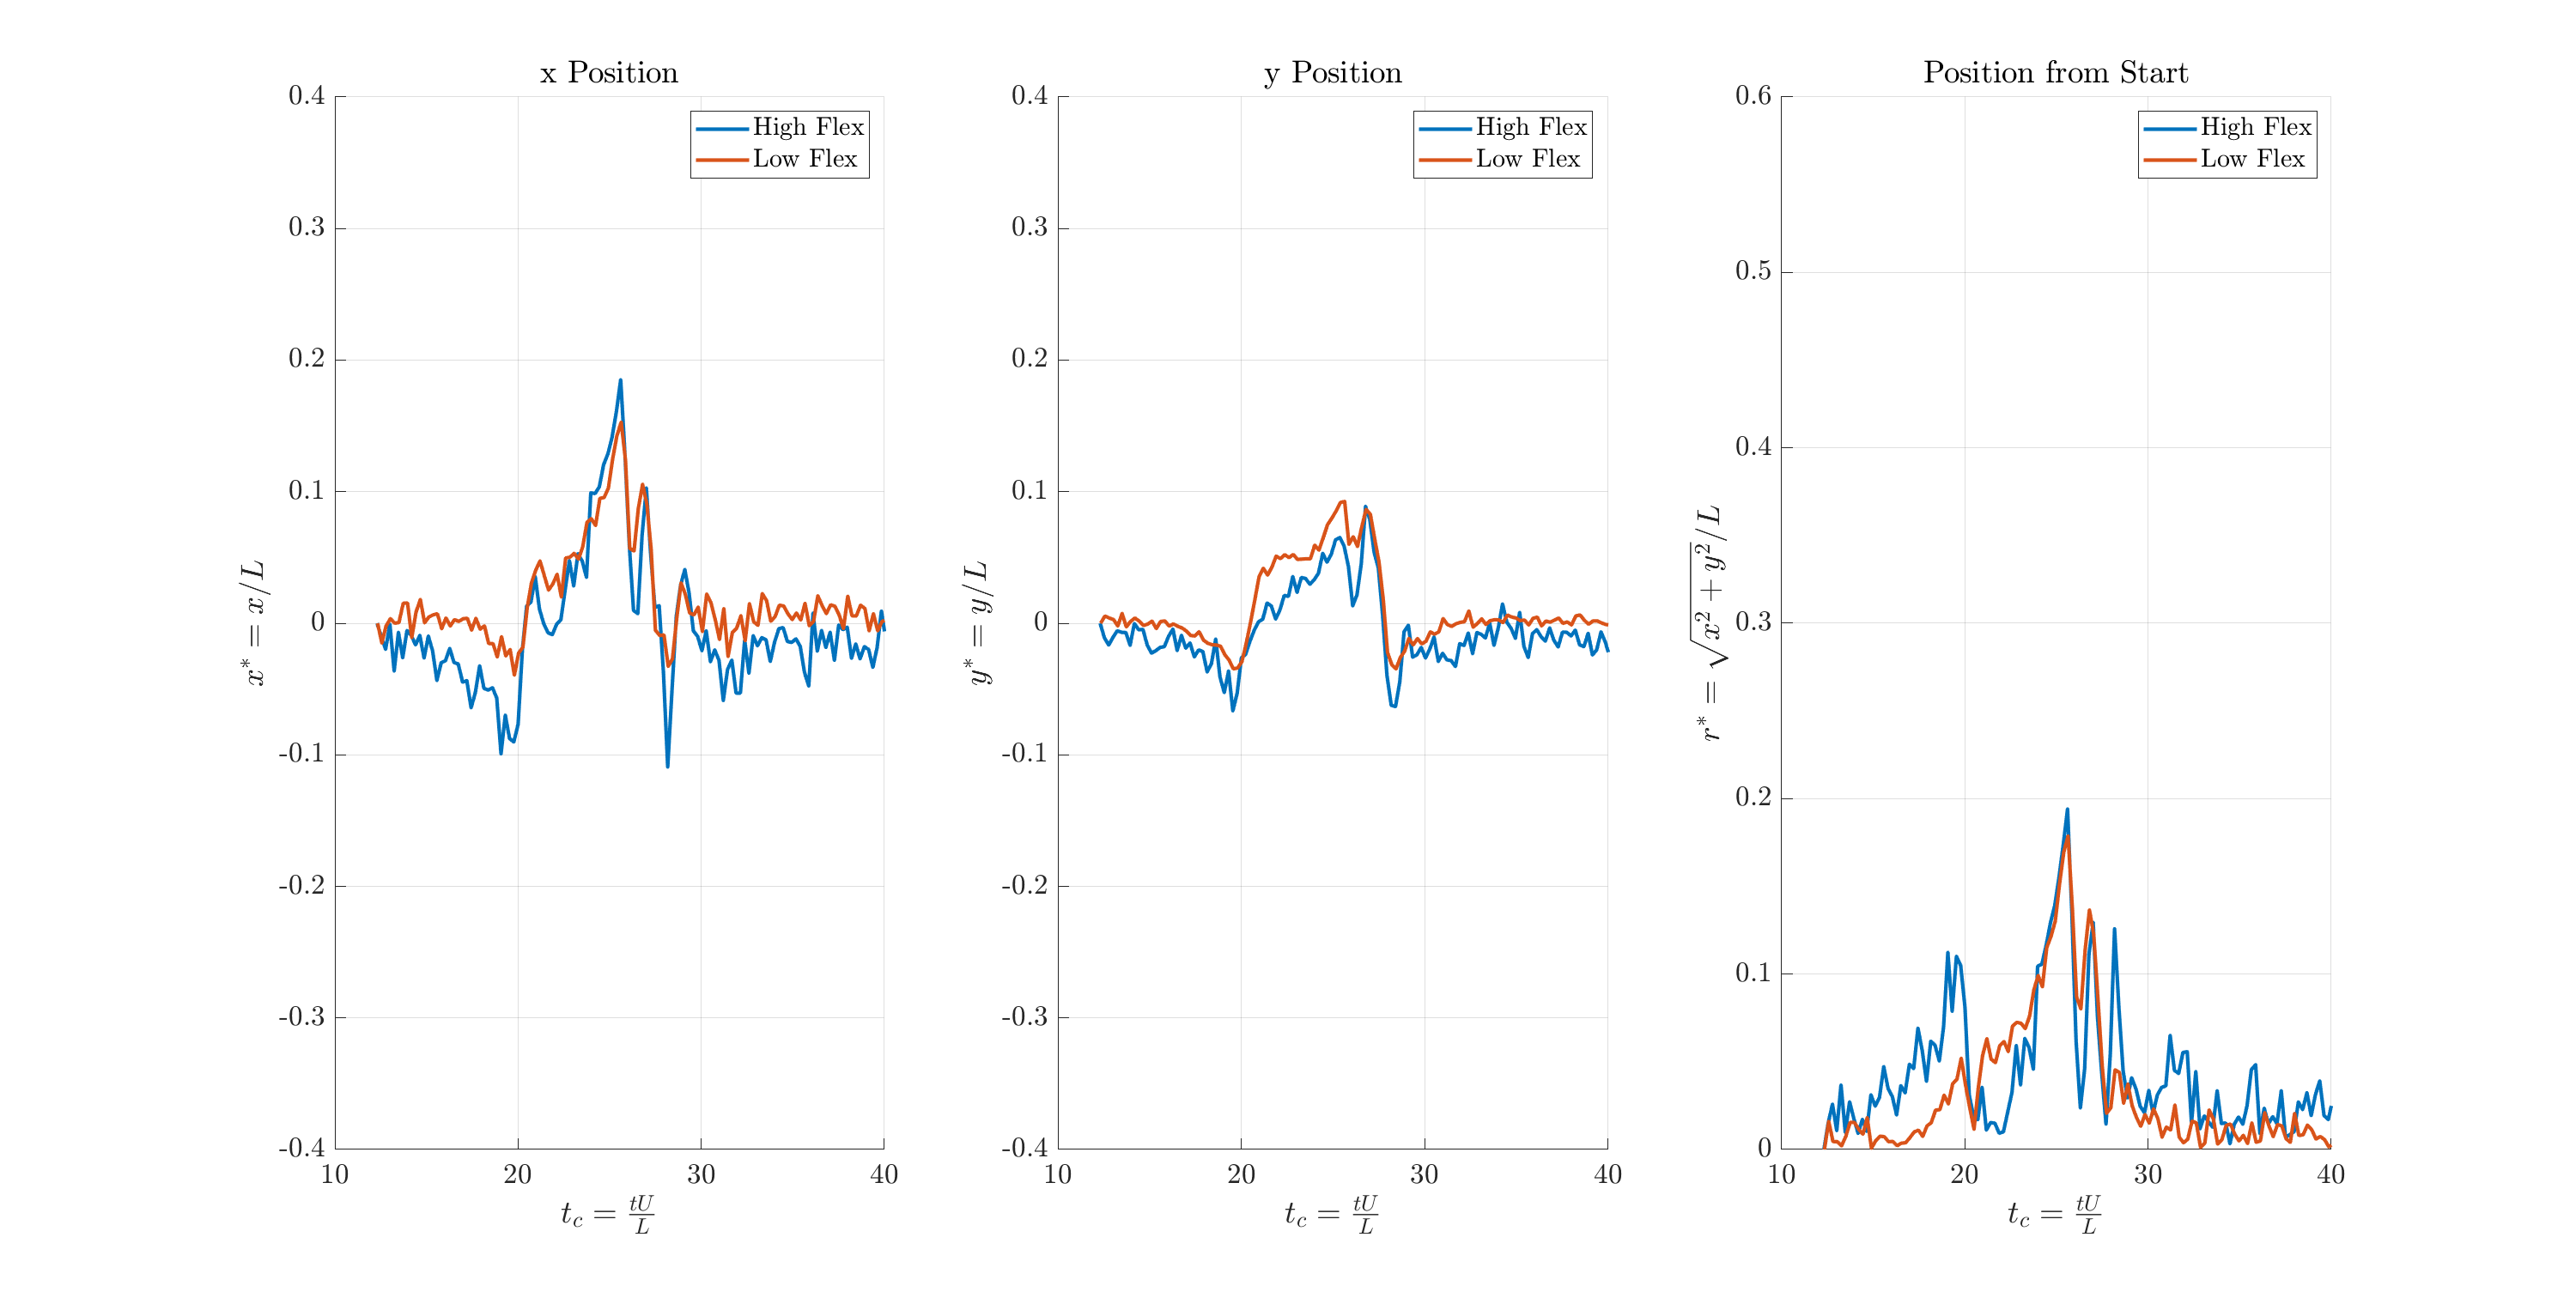 x Position
0.4
0.3
0.2
0.1
0
-0.1
-0.2
-0.3
-0.4
10 20 30 40
x* = x/L
t_c = tU/L
High Flex
Low Flex
y Position
0.4
0.3
0.2
0.1
0
-0.1
-0.2
-0.3
-0.4
10 20 30 40
y* = y/L
t_c = tU/L
High Flex
Low Flex
Position from Start
0.6
0.5
0.4
0.3
0.2
0.1
0
10 20 30 40
r* = √(x² + y²)/L
t_c = tU/L
High Flex
Low Flex